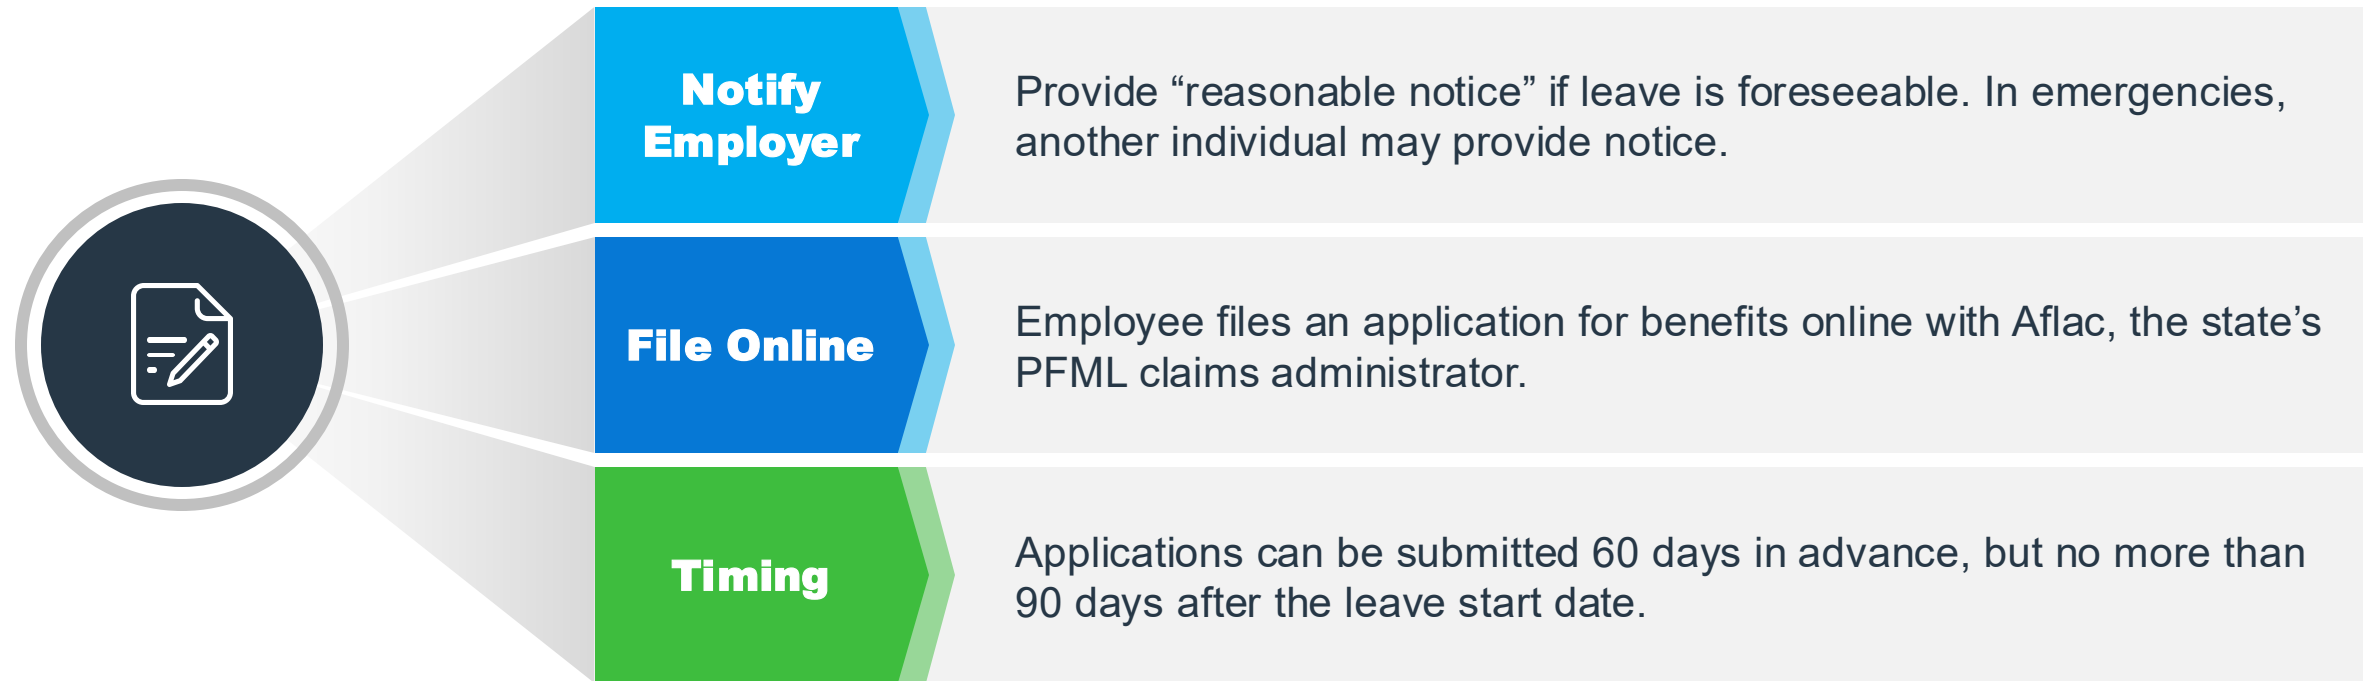 Notify
Employer
Provide “reasonable notice” if leave is foreseeable. In emergencies,
another individual may provide notice.
File Online
Employee files an application for benefits online with Aflac, the state’s
PFML claims administrator.
Timing
Applications can be submitted 60 days in advance, but no more than
90 days after the leave start date.